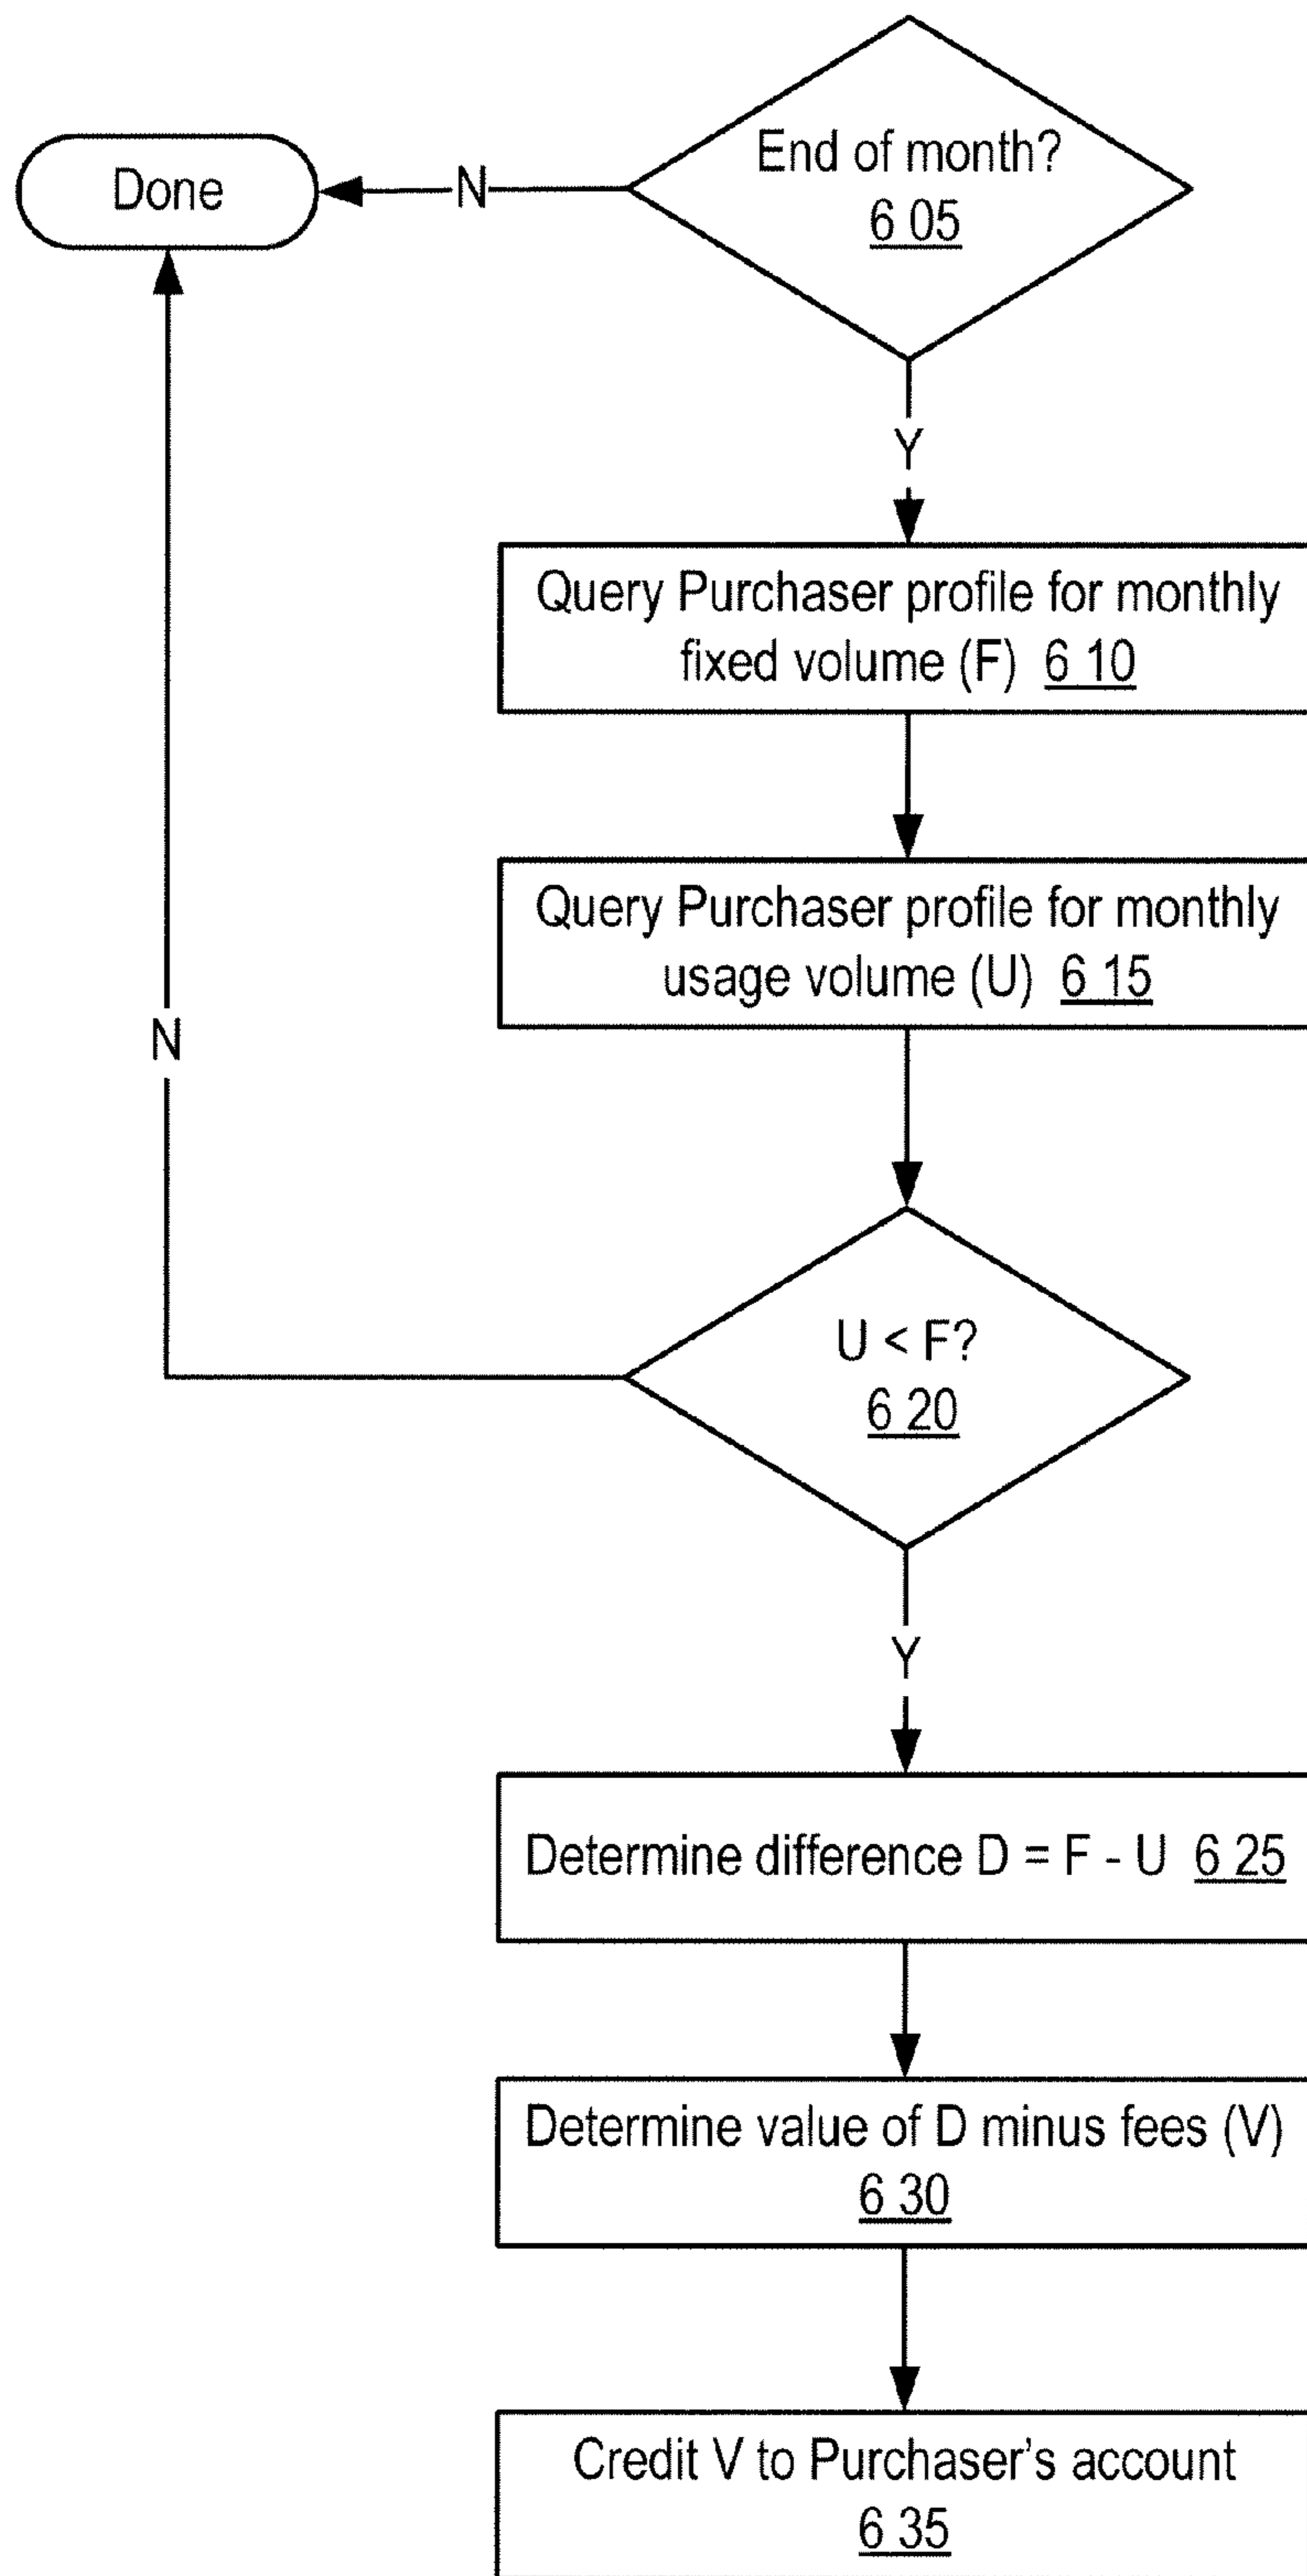 End of month?
6 05
Done
N
Y
Query Purchaser profile for monthly
fixed volume (F) 6 10
Query Purchaser profile for monthly
usage volume (U) 6 15
N
U < F?
6 20
Y
Determine difference D = F - U 6 25
Determine value of D minus fees (V)
6 30
Credit V to Purchaser's account
6 35